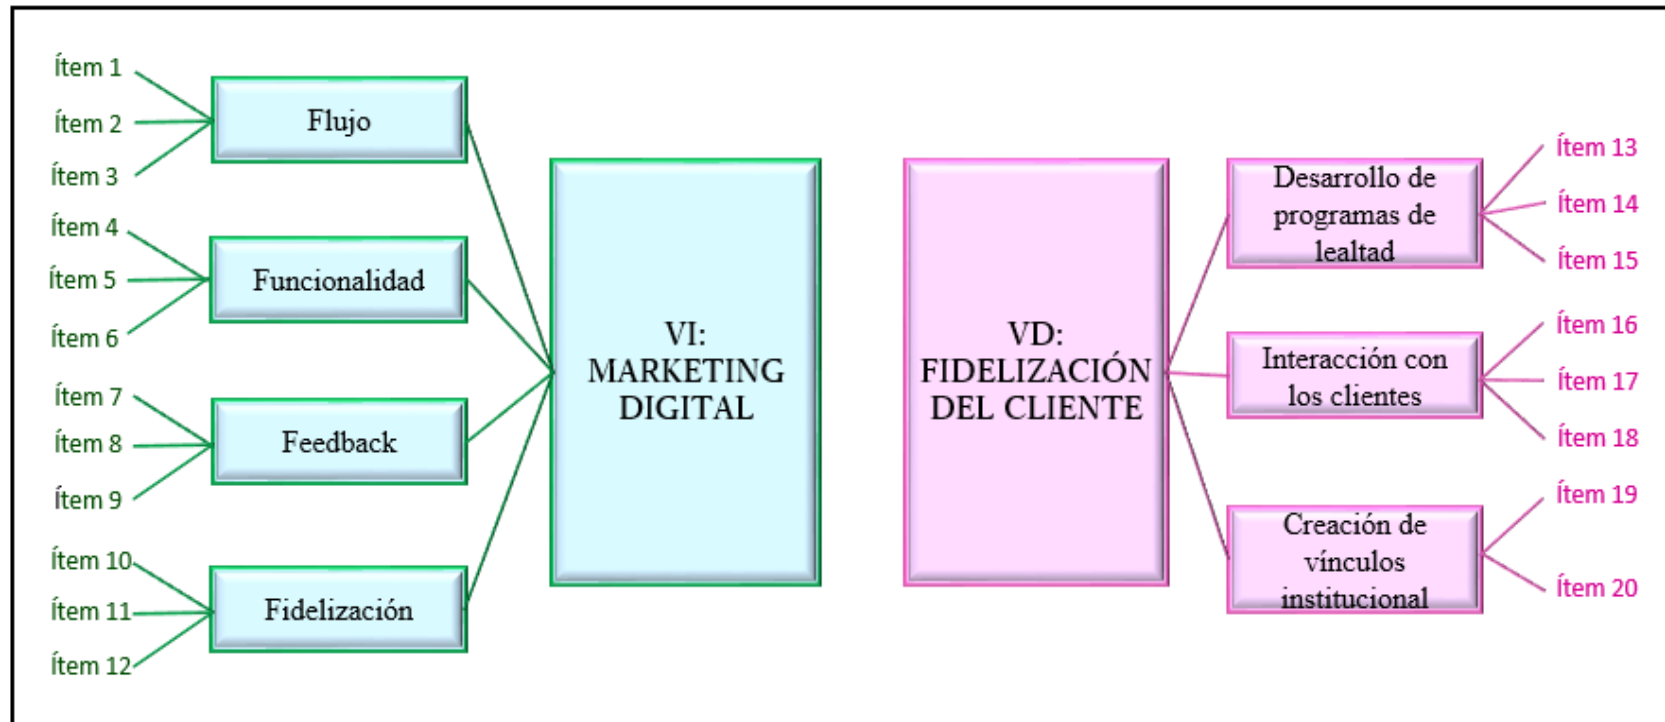 Ítem 1
Ítem 2
Ítem 3
Flujo
Ítem 4
Ítem 5
Ítem 6
Funcionalidad
Ítem 7
Ítem 8
Ítem 9
Feedback
Ítem 10
Ítem 11
Ítem 12
Fidelización
VI:
MARKETING
DIGITAL
VD:
FIDELIZACIÓN
DEL CLIENTE
Desarrollo de
programas de
lealtad
Ítem 13
Ítem 14
Ítem 15
Interacción con
los clientes
Ítem 16
Ítem 17
Ítem 18
Creación de
vínculos
institucional
Ítem 19
Ítem 20